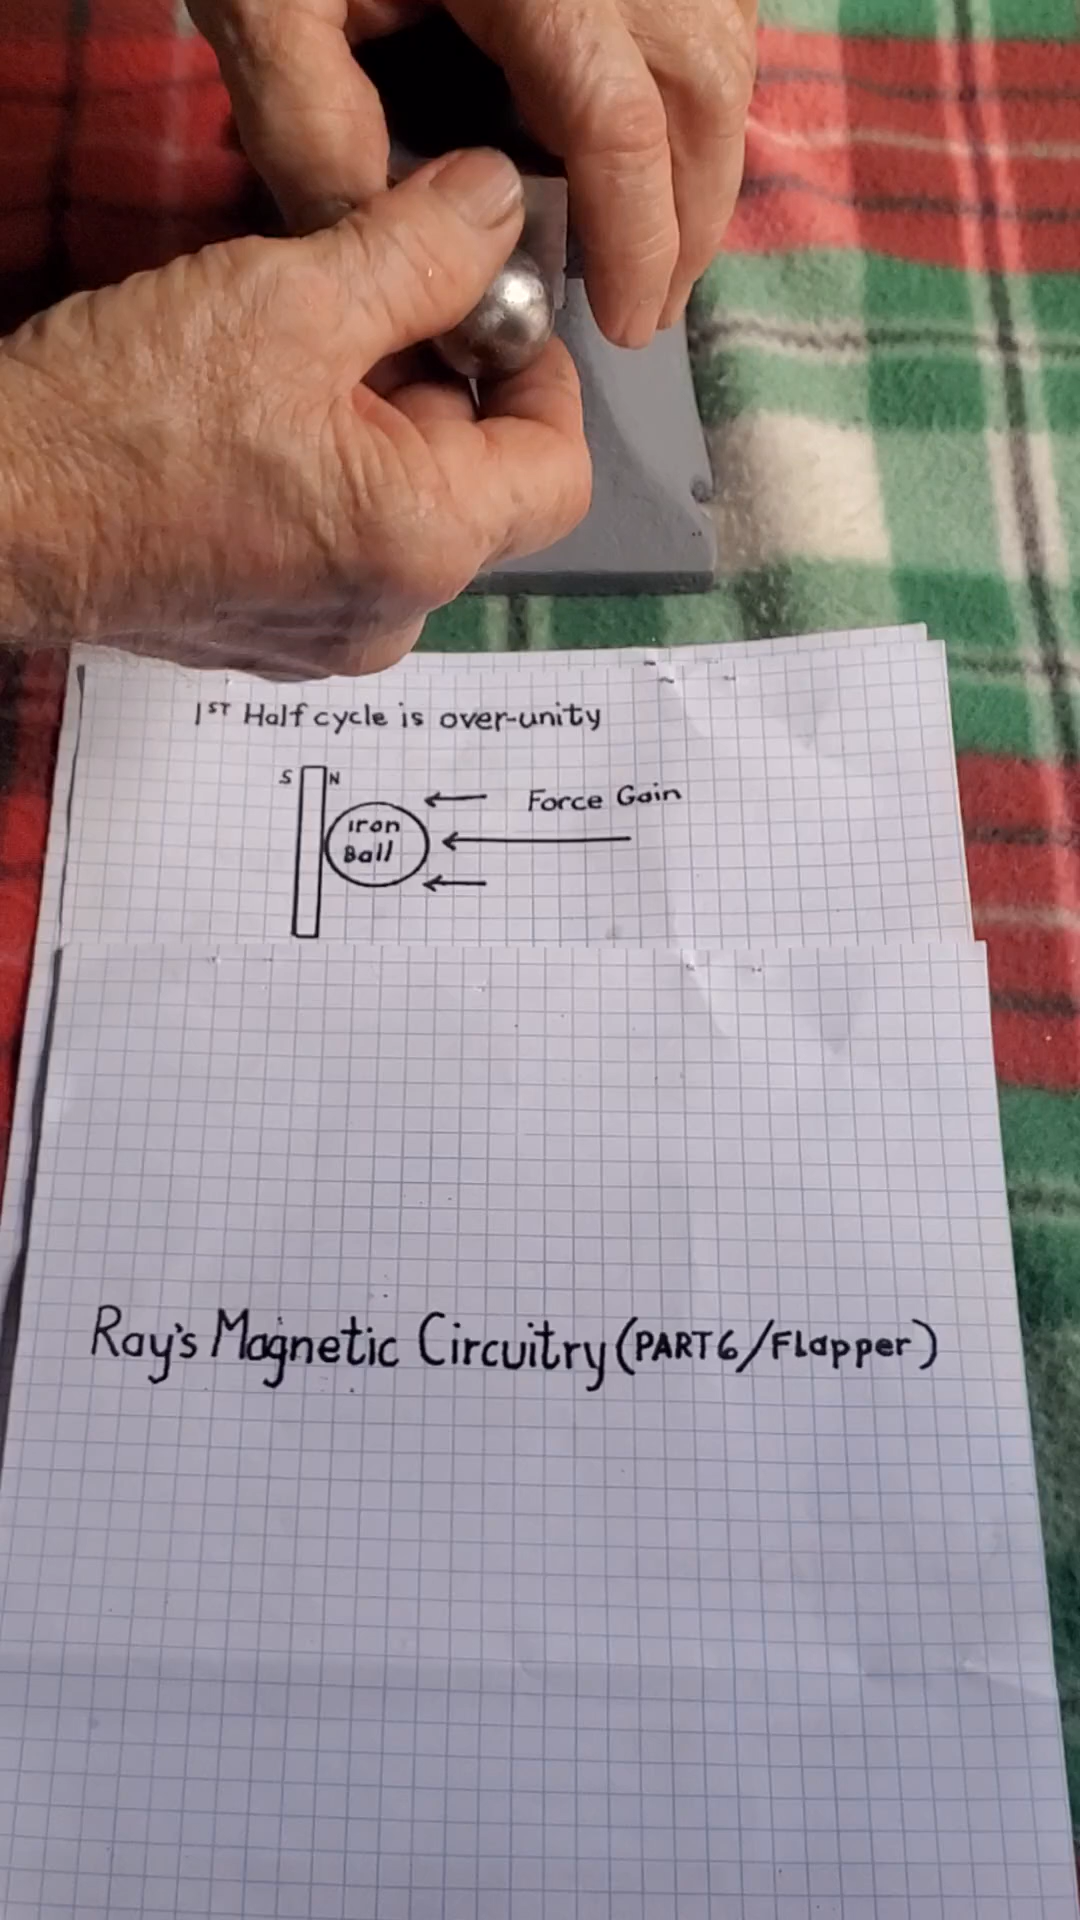 1ST Half cycle is over-unity
S N
Force Gain
Iron
Ball
Ray's Magnetic Circuitry (PART 6/Flapper)